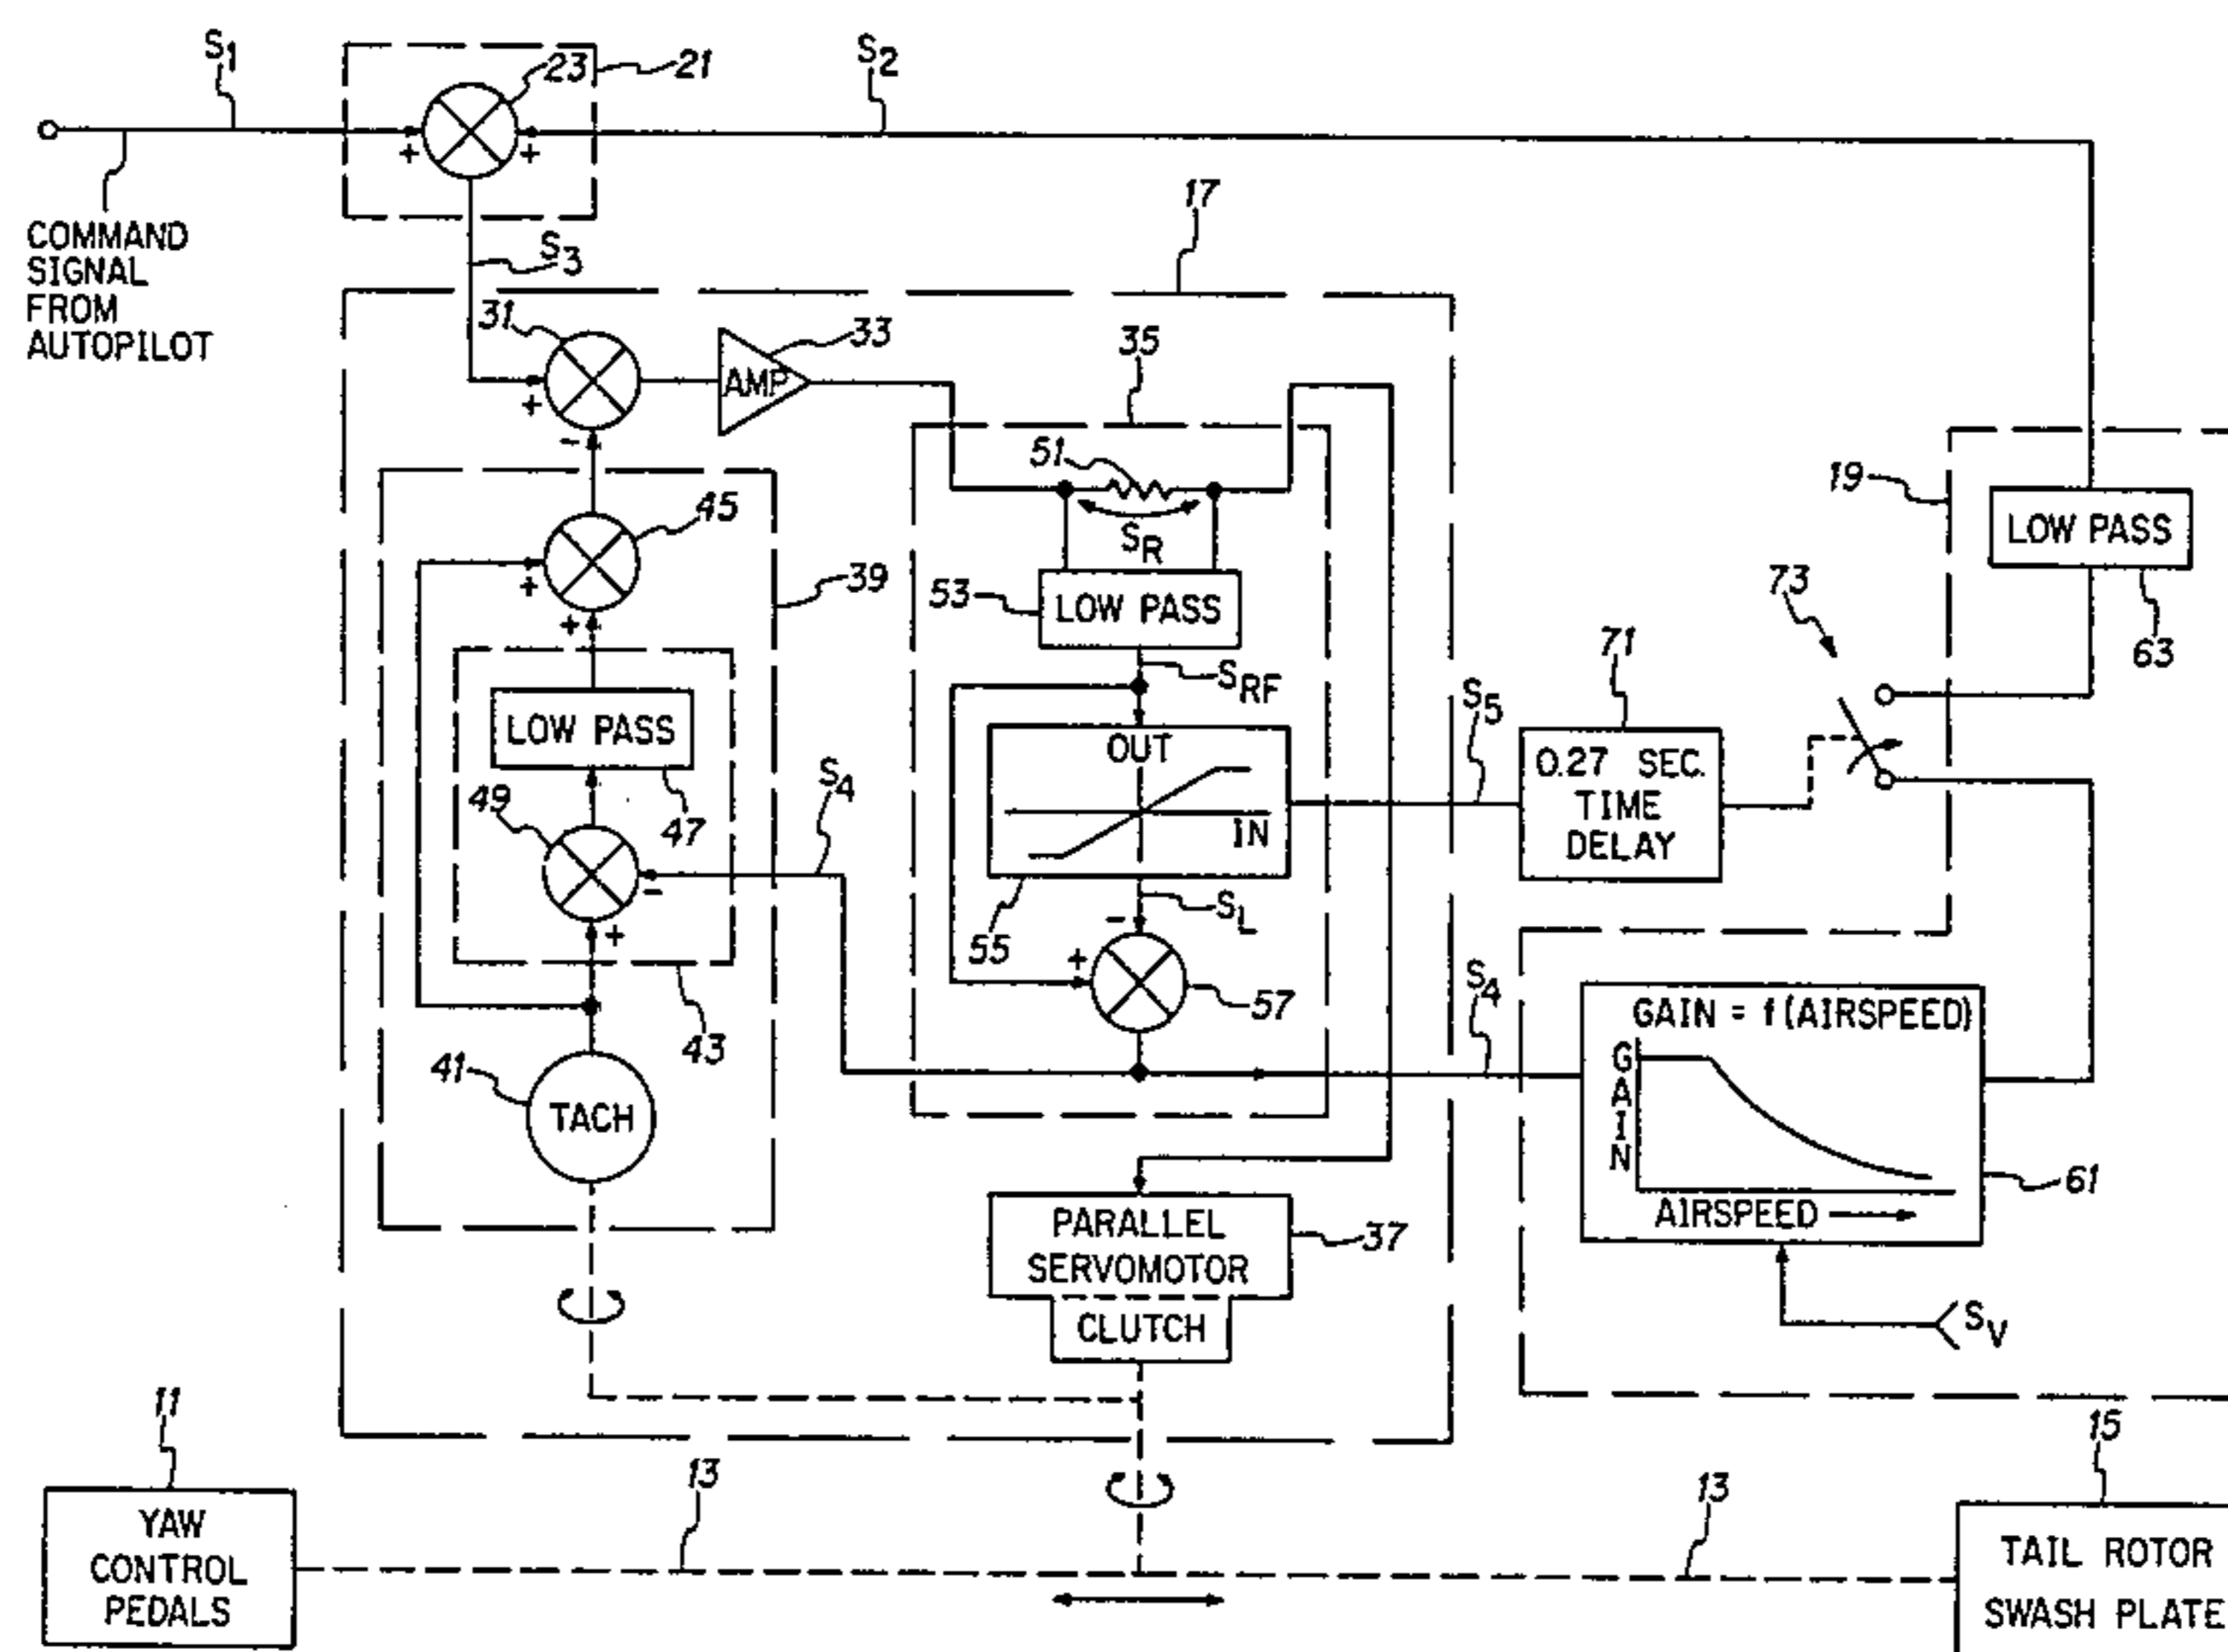 S1
23
21
S2
+
+
COMMAND
SIGNAL
FROM
AUTOPILOT
S3
17
31
33
AMP
+
-
35
51
SR
19
LOW PASS
63
45
+
+
39
53
LOW PASS
SRF
73
71
LOW PASS
47
49
S4
OUT
IN
S5
0.27 SEC.
TIME
DELAY
-
+
43
55
SL
-
+
57
S4
GAIN = f (AIRSPEED)
GAIN
AIRSPEED
61
41
TACH
PARALLEL
SERVOMOTOR
37
CLUTCH
SV
11
YAW
CONTROL
PEDALS
13
13
15
TAIL ROTOR
SWASH PLATE